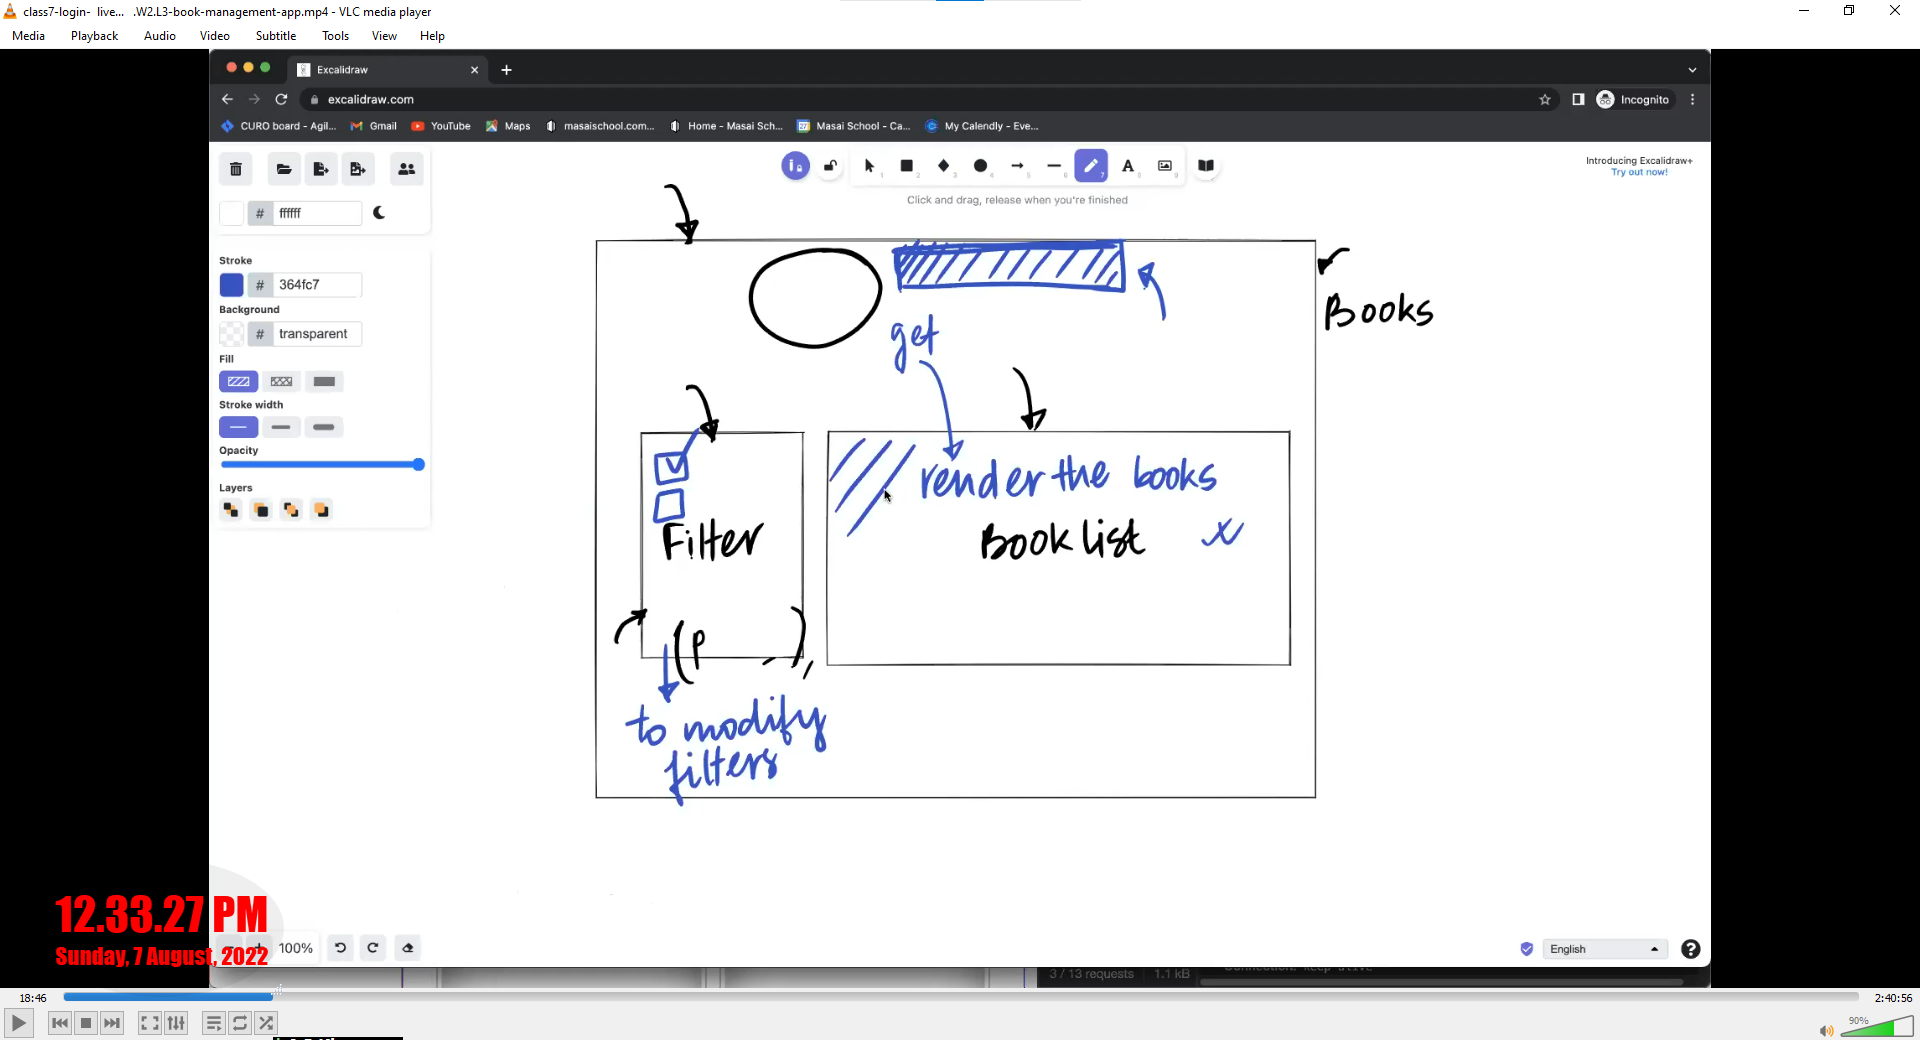 class7-login- live... .W2.L3-book-management-app.mp4 - VLC media player
Media Playback Audio Video Subtitle Tools View Help
Excalidraw
excalidraw.com
Incognito
CURO board - Agil... Gmail YouTube Maps masaischool.com... Home - Masai Sch... Masai School - Ca... My Calendly - Eve...
Introducing Excalidraw+
Try out now!
Click and drag, release when you're finished
# ffffff
Stroke
# 364fc7
Background
# transparent
Fill
Stroke width
Opacity
Layers
Books
get
render the books
Filter
Book list
(P ),
to modify
filters
12.33.27 PM
Sunday, 7 August, 2022
100%
English
3 / 13 requests 1.1 kB
18:46
2:40:56
90%